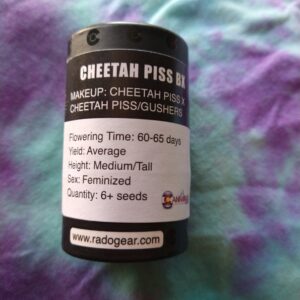 CHEETAH PISS BX
MAKEUP: CHEETAH PISS X
CHEETAH PISS/GUSHERS
Flowering Time: 60-65 days
Yield: Average
Height: Medium/Tall
Sex: Feminized
Quantity: 6+ seeds
www.radogear.com